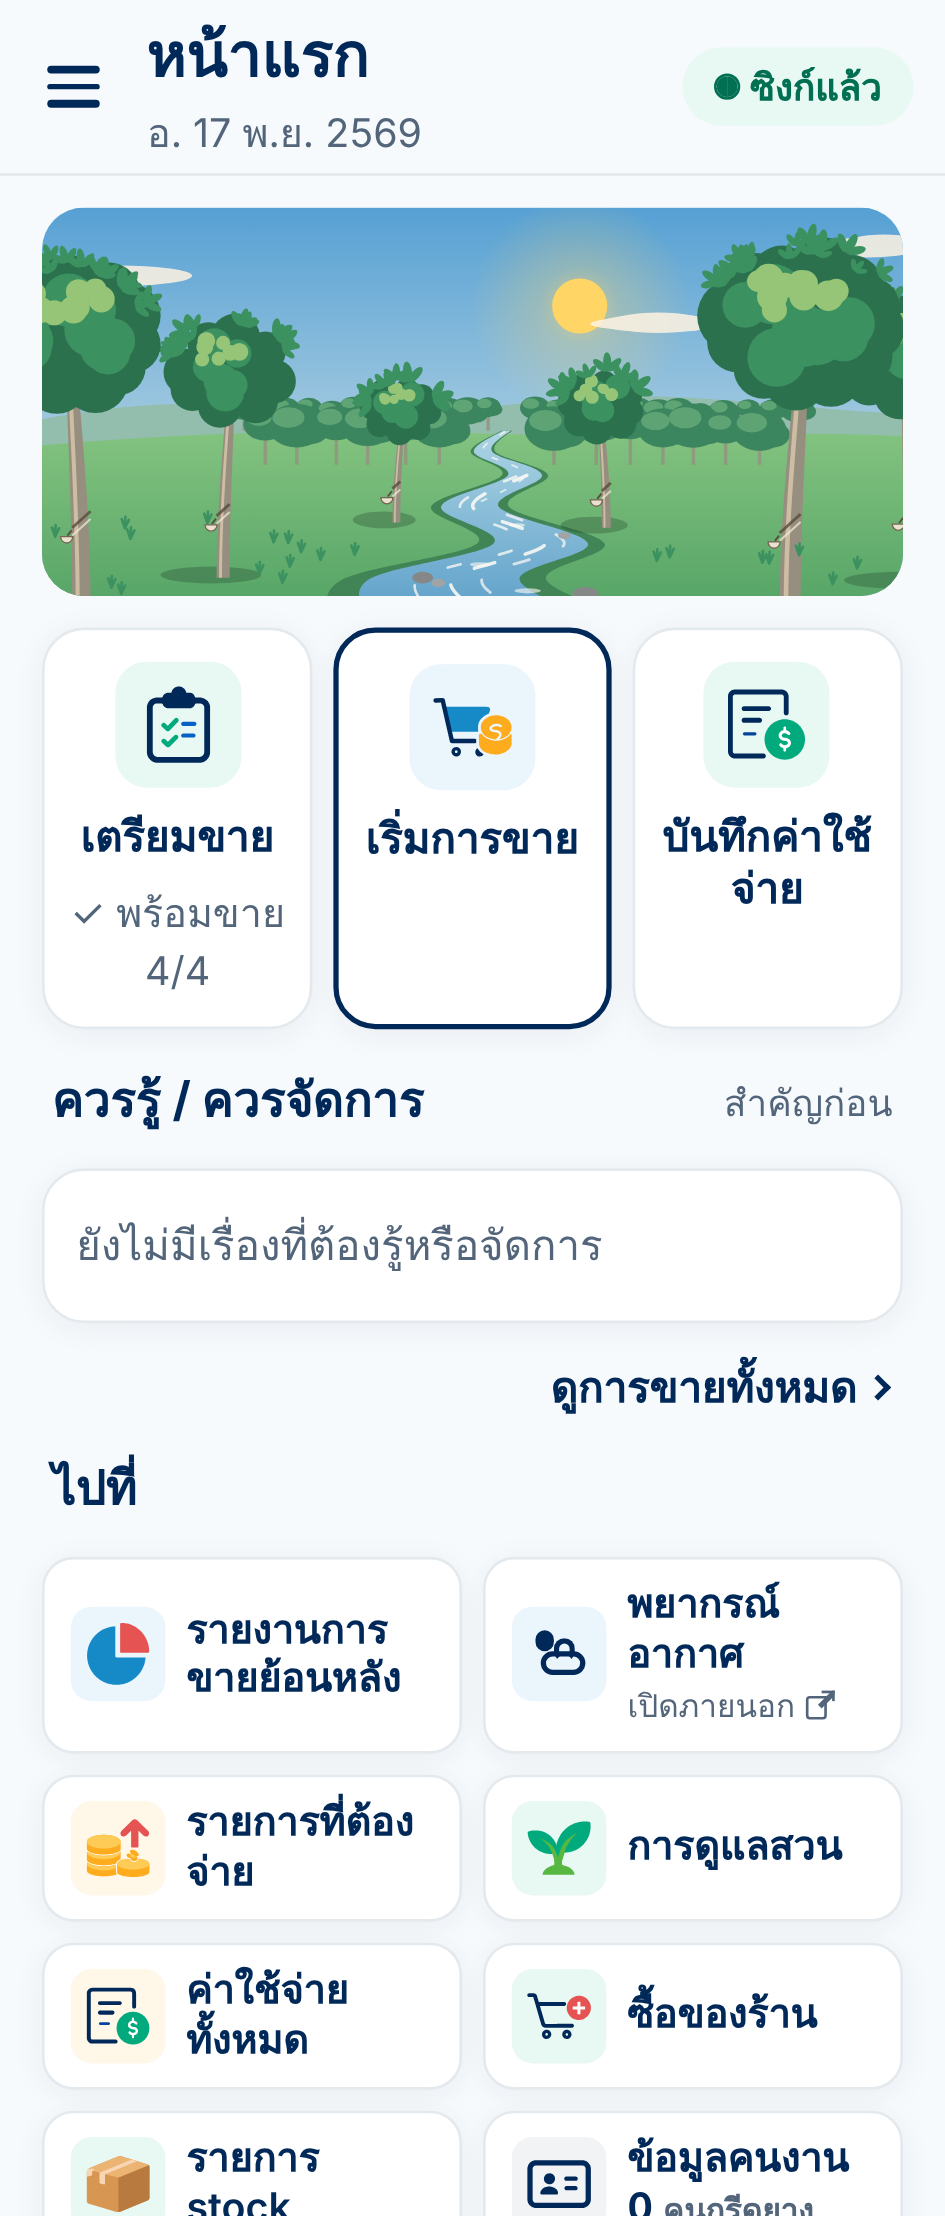 หน้าแรก
อ. 17 พ.ย. 2569
ซิงก์แล้ว
เตรียมขาย
✓ พร้อมขาย
4/4
เริ่มการขาย
บันทึกค่าใช้
จ่าย
ควรรู้ / ควรจัดการ
สำคัญก่อน
ยังไม่มีเรื่องที่ต้องรู้หรือจัดการ
ดูการขายทั้งหมด
ไปที่
รายงานการ
ขายย้อนหลัง
พยากรณ์
อากาศ
เปิดภายนอก
รายการที่ต้อง
จ่าย
การดูแลสวน
ค่าใช้จ่าย
ทั้งหมด
ซื้อของร้าน
รายการ
stock
ข้อมูลคนงาน
0 คนกรีดยาง